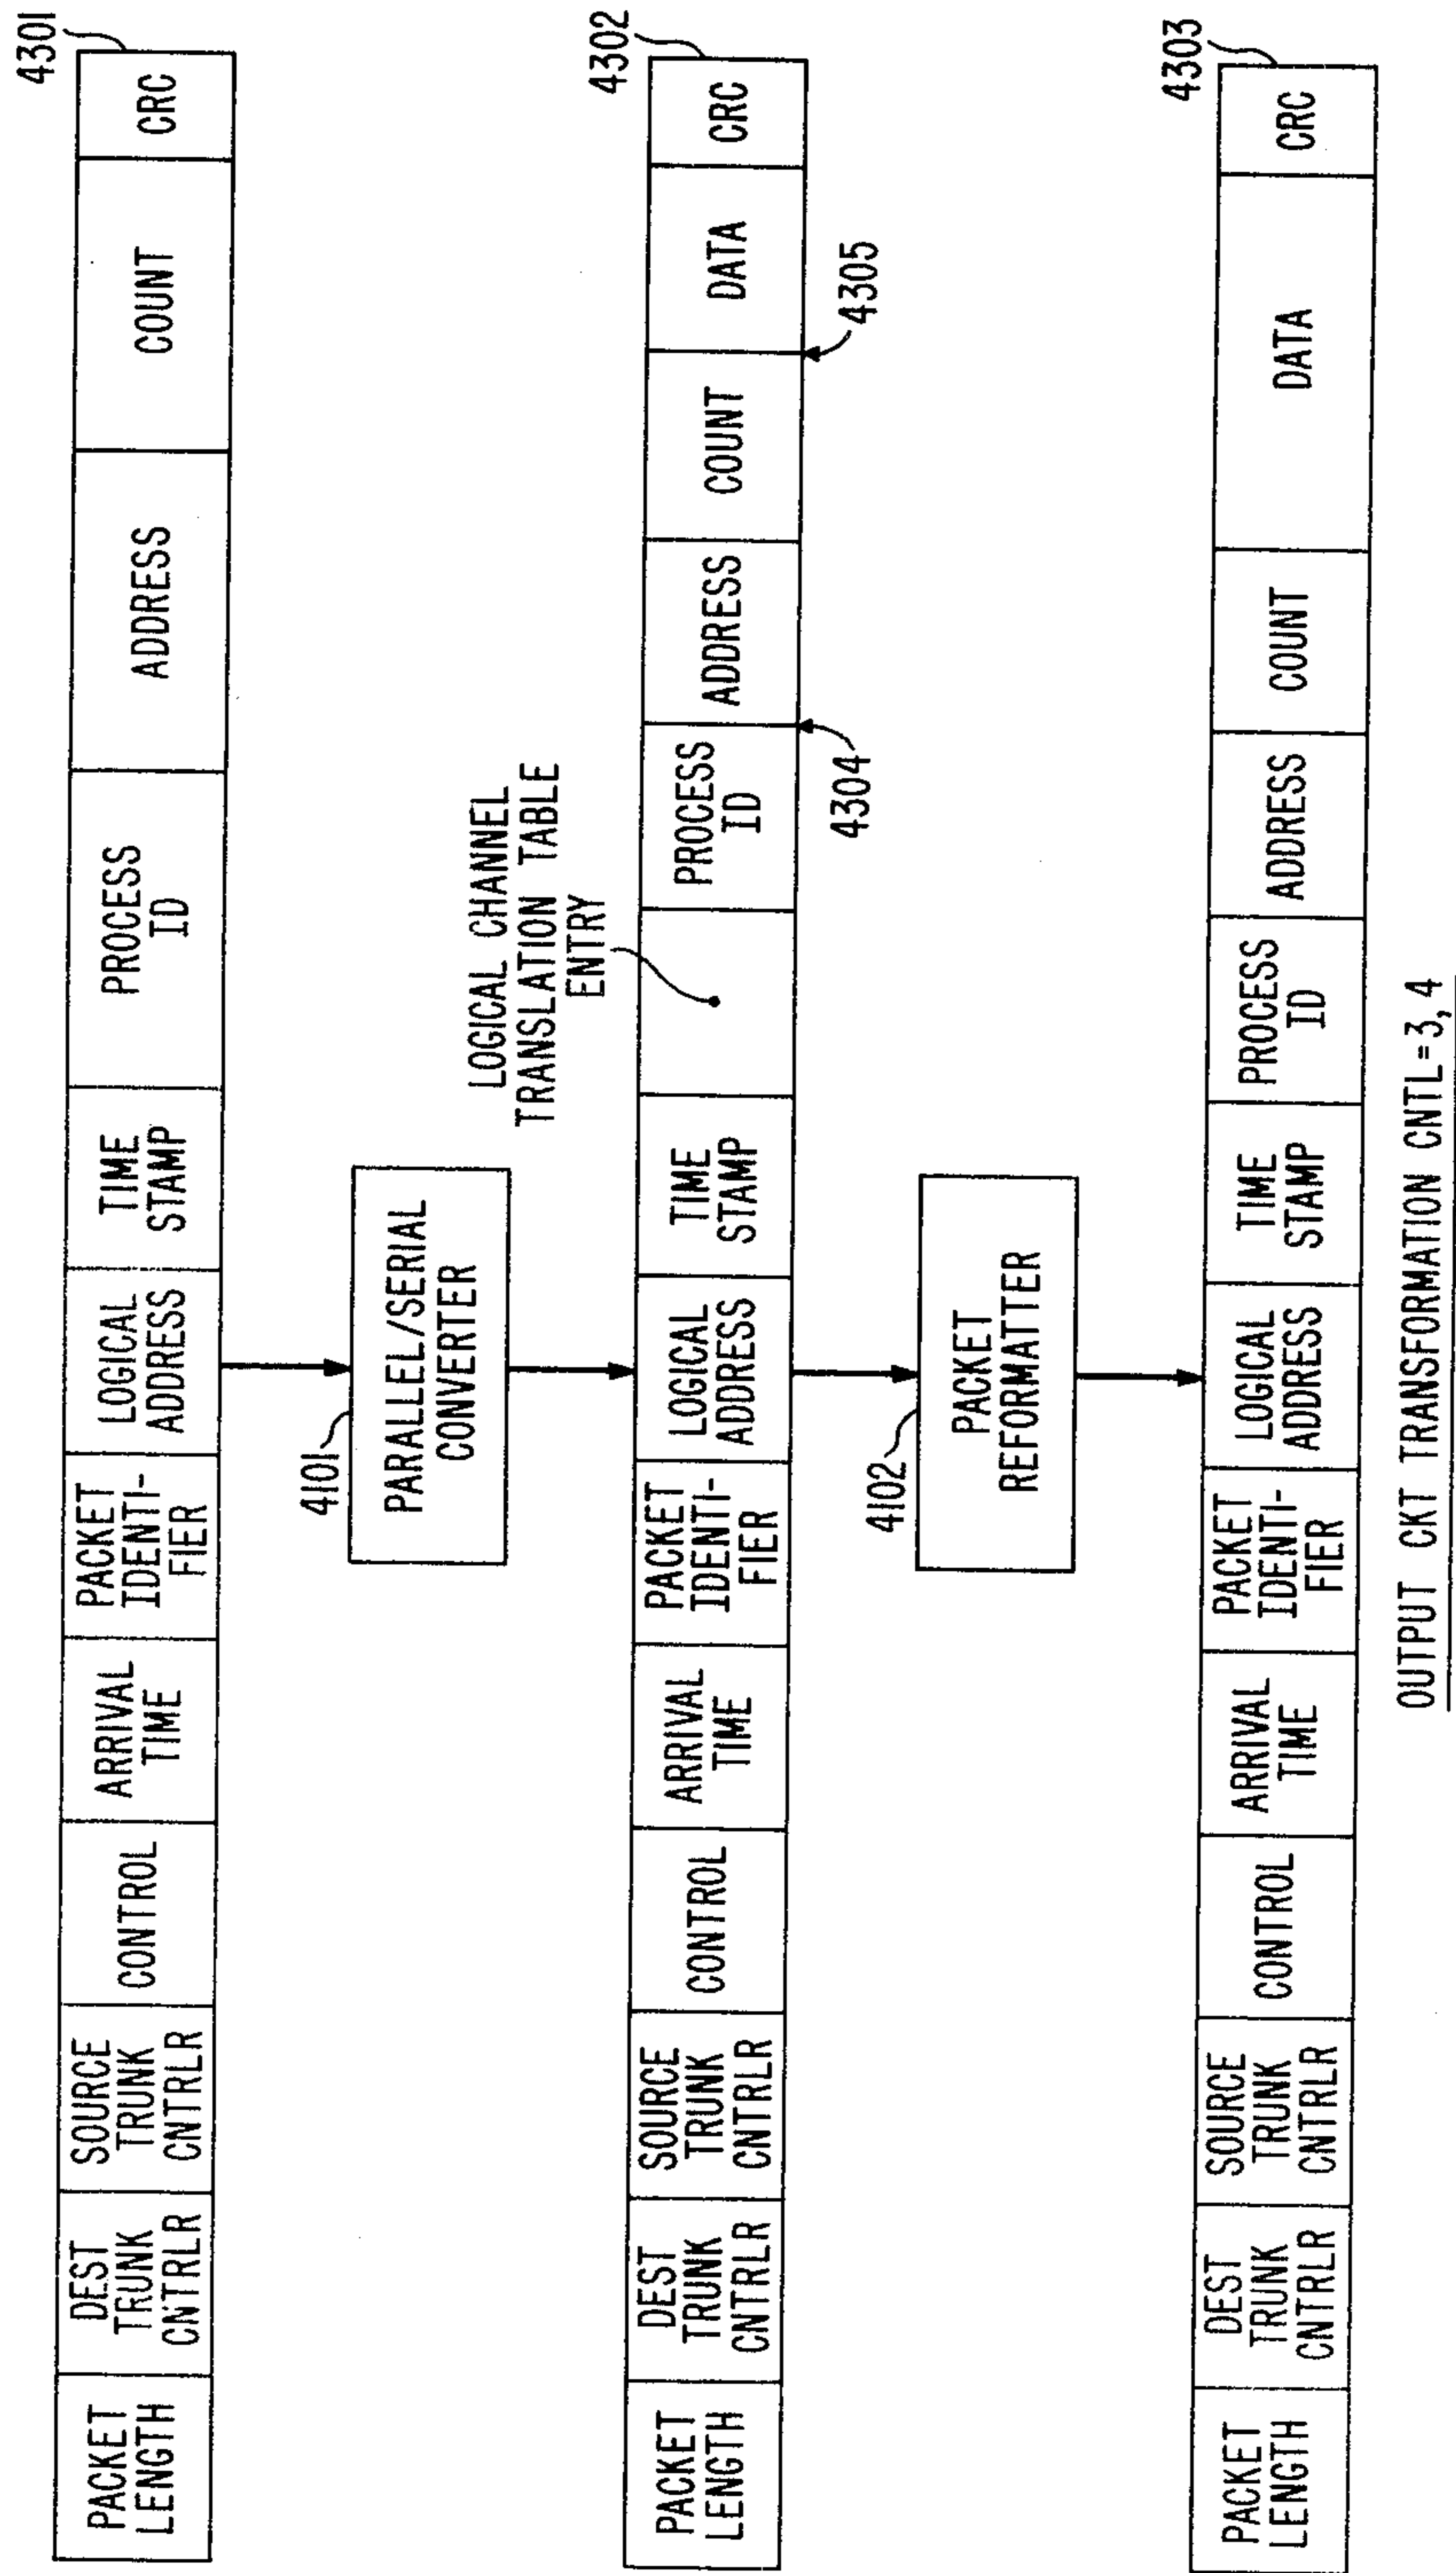 4301
PACKET
LENGTH
DEST
TRUNK
CNTRLR
SOURCE
TRUNK
CNTRLR
CONTROL
ARRIVAL
TIME
PACKET
IDENTI-
FIER
LOGICAL
ADDRESS
TIME
STAMP
PROCESS
ID
ADDRESS
COUNT
CRC
4101
PARALLEL/SERIAL
CONVERTER
LOGICAL CHANNEL
TRANSLATION TABLE
ENTRY
4302
PACKET
LENGTH
DEST
TRUNK
CNTRLR
SOURCE
TRUNK
CNTRLR
CONTROL
ARRIVAL
TIME
PACKET
IDENTI-
FIER
LOGICAL
ADDRESS
TIME
STAMP
PROCESS
ID
ADDRESS
COUNT
DATA
CRC
4304
4305
4102
PACKET
REFORMATTER
4303
PACKET
LENGTH
DEST
TRUNK
CNTRLR
SOURCE
TRUNK
CNTRLR
CONTROL
ARRIVAL
TIME
PACKET
IDENTI-
FIER
LOGICAL
ADDRESS
TIME
STAMP
PROCESS
ID
ADDRESS
COUNT
DATA
CRC
OUTPUT CKT TRANSFORMATION CNTL=3,4